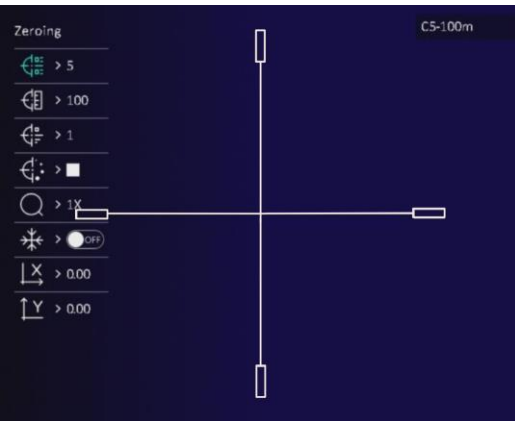 Zeroing
C5-100m
> 5
> 100
> 1
>
> 1X
> OFF
X > 0.00
Y > 0.00